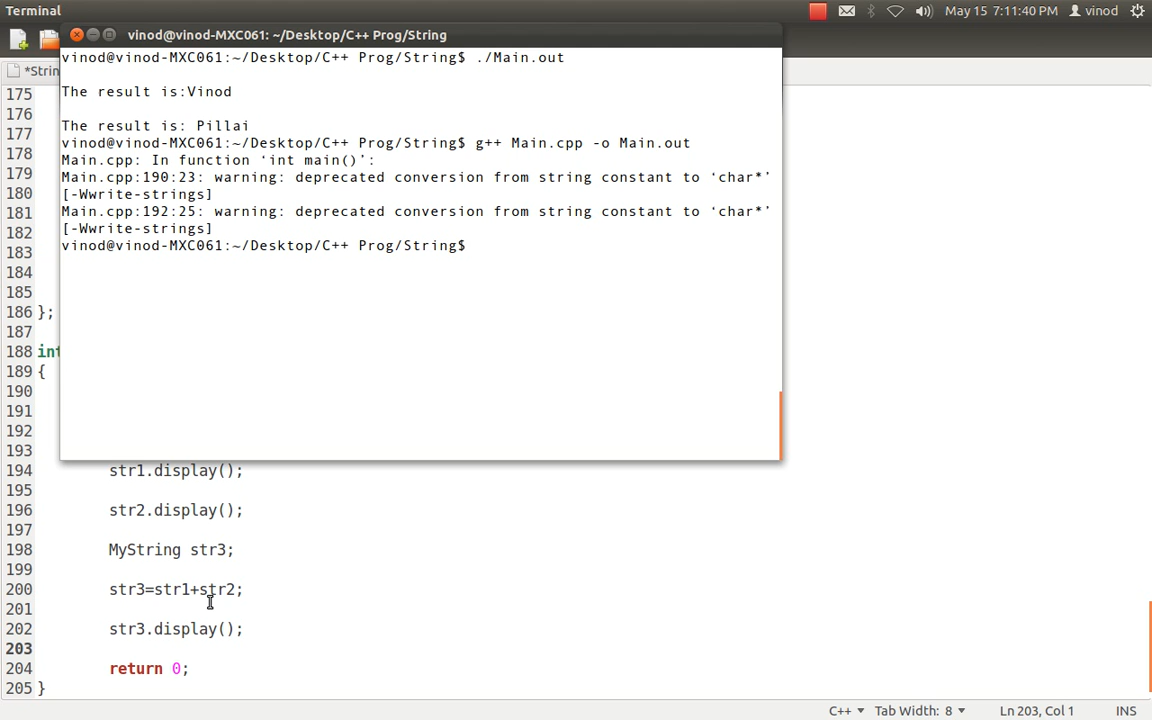 Terminal
May 15 7:11:40 PM vinod
vinod@vinod-MXC061: ~/Desktop/C++ Prog/String
*Strin
vinod@vinod-MXC061:~/Desktop/C++ Prog/String$ ./Main.out
The result is:Vinod
The result is: Pillai
vinod@vinod-MXC061:~/Desktop/C++ Prog/String$ g++ Main.cpp -o Main.out
Main.cpp: In function ‘int main()’:
Main.cpp:190:23: warning: deprecated conversion from string constant to ‘char*’
[-Wwrite-strings]
Main.cpp:192:25: warning: deprecated conversion from string constant to ‘char*’
[-Wwrite-strings]
vinod@vinod-MXC061:~/Desktop/C++ Prog/String$
175
176
177
178
179
180
181
182
183
184
185
186 };
187
188 int
189 {
190
191
192
193
194 str1.display();
195
196 str2.display();
197
198 MyString str3;
199
200 str3=str1+str2;
201
202 str3.display();
203
204 return 0;
205 }
C++ Tab Width: 8 Ln 203, Col 1 INS